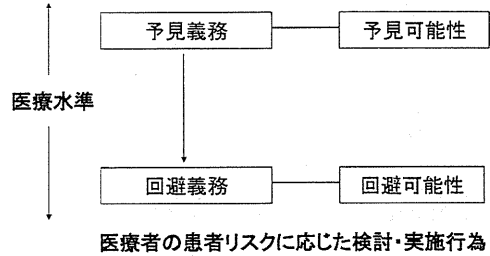 予見義務
予見可能性
医療水準
回避義務
回避可能性
医療者の患者リスクに応じた検討・実施行為